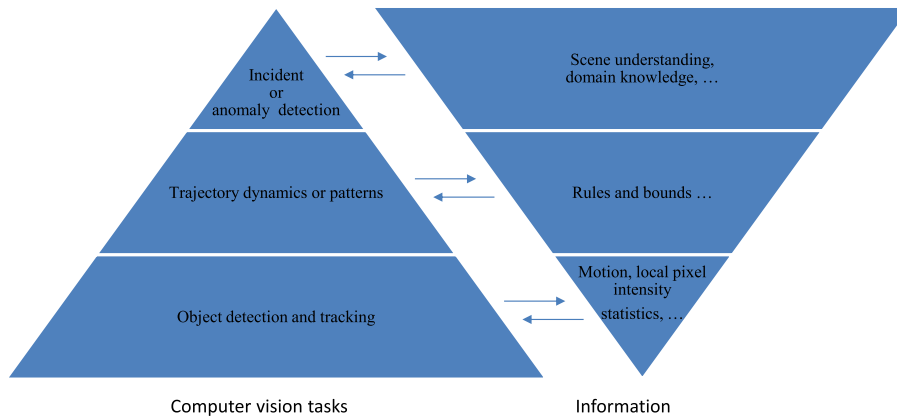 Incident
or
anomaly detection
Trajectory dynamics or patterns
Object detection and tracking
Scene understanding,
domain knowledge, …
Rules and bounds …
Motion, local pixel
intensity
statistics, …
Computer vision tasks
Information